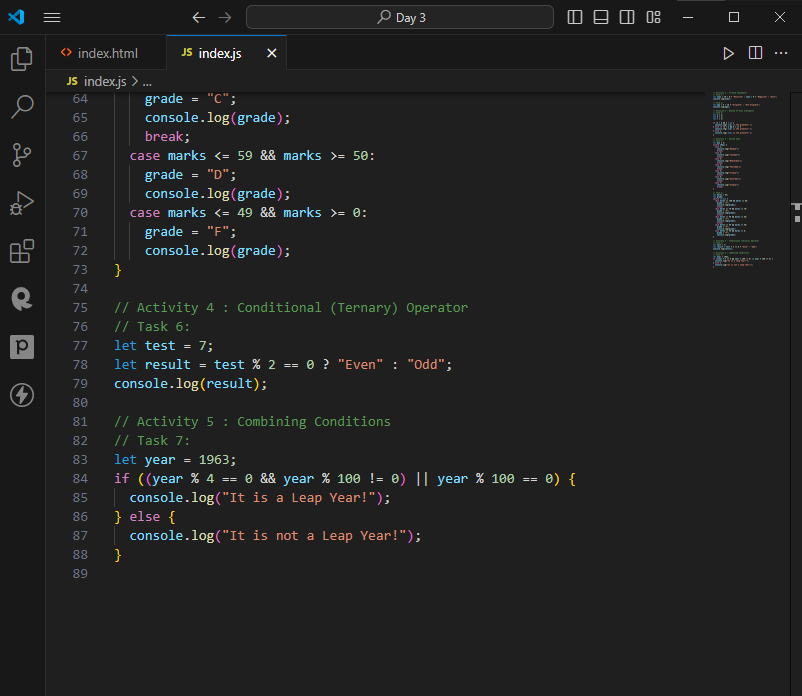 Day 3
index.html
JS index.js
JS index.js > ...
64 grade = "C";
65 console.log(grade);
66 break;
67 case marks <= 59 && marks >= 50:
68 grade = "D";
69 console.log(grade);
70 case marks <= 49 && marks >= 0:
71 grade = "F";
72 console.log(grade);
73 }
74
75 // Activity 4 : Conditional (Ternary) Operator
76 // Task 6:
77 let test = 7;
78 let result = test % 2 == 0 ? "Even" : "Odd";
79 console.log(result);
80
81 // Activity 5 : Combining Conditions
82 // Task 7:
83 let year = 1963;
84 if ((year % 4 == 0 && year % 100 != 0) || year % 100 == 0) {
85 console.log("It is a Leap Year!");
86 } else {
87 console.log("It is not a Leap Year!");
88 }
89